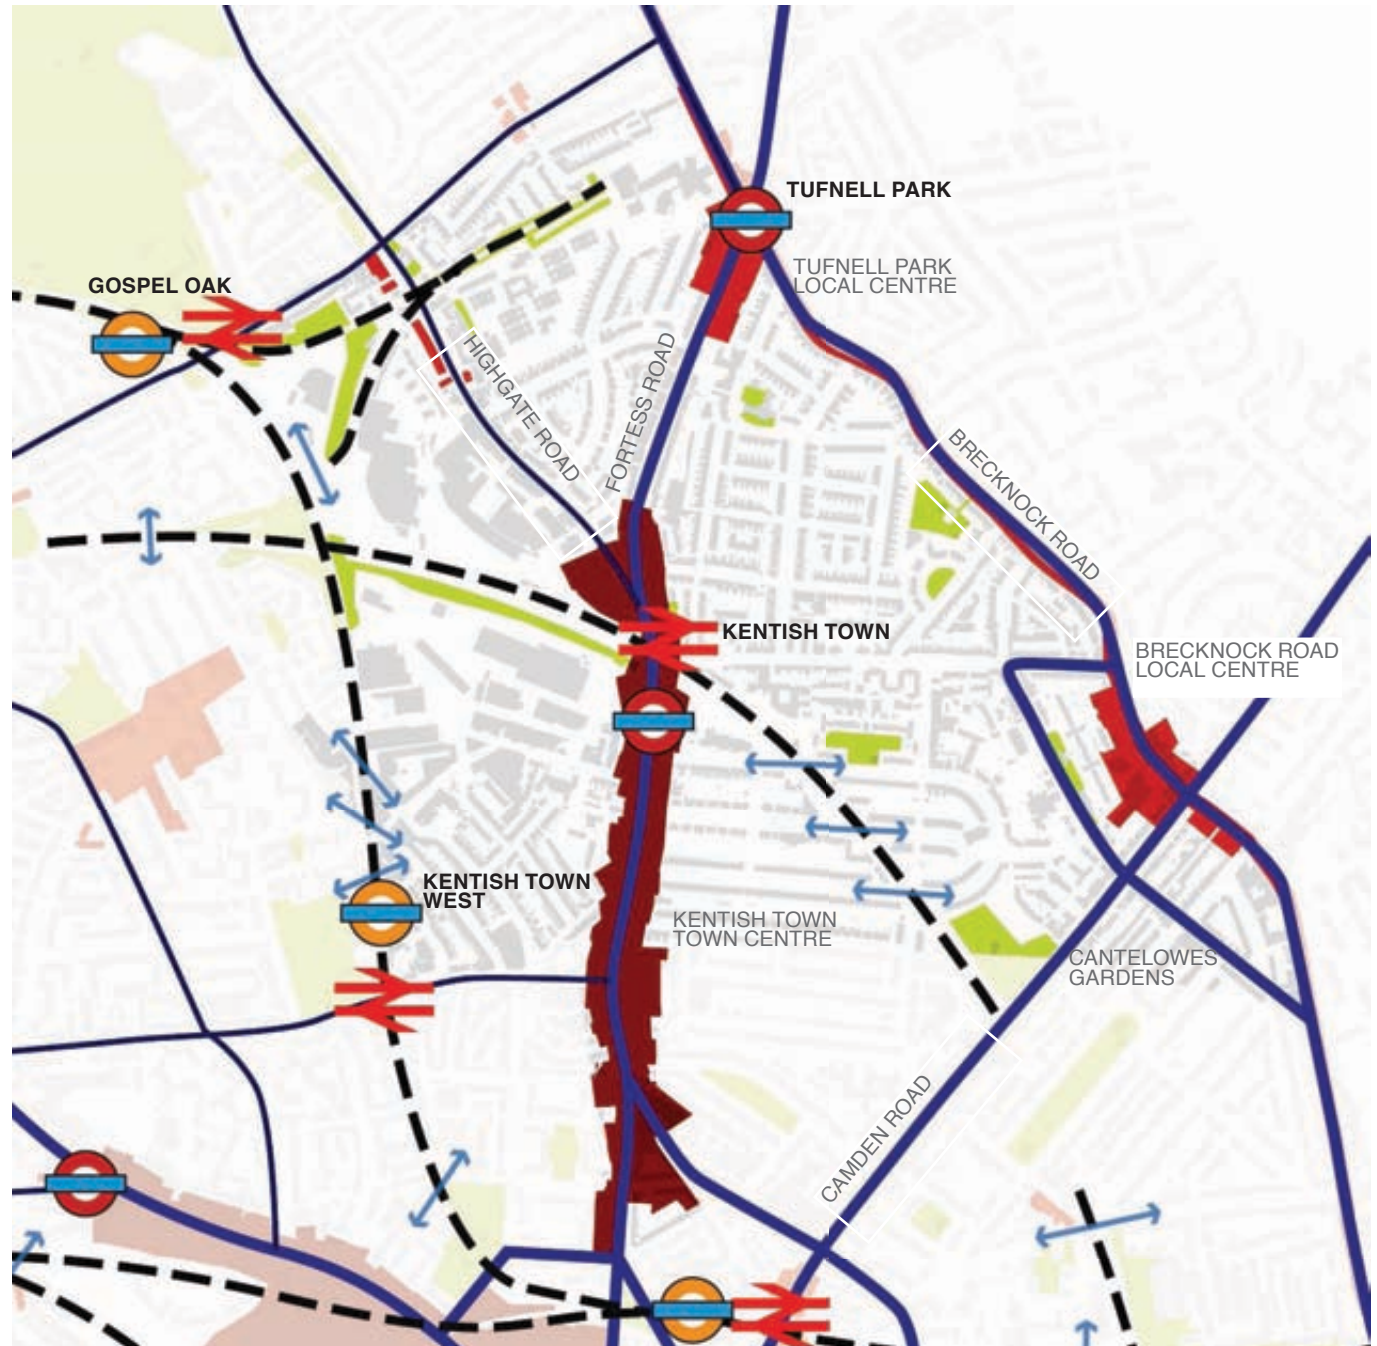 TUFNELL PARK
TUFNELL PARK
LOCAL CENTRE
GOSPEL OAK
HIGHGATE ROAD
FORTESS ROAD
BRECKNOCK ROAD
KENTISH TOWN
BRECKNOCK ROAD
LOCAL CENTRE
KENTISH TOWN
WEST
KENTISH TOWN
TOWN CENTRE
CANTELOWES
GARDENS
CAMDEN ROAD